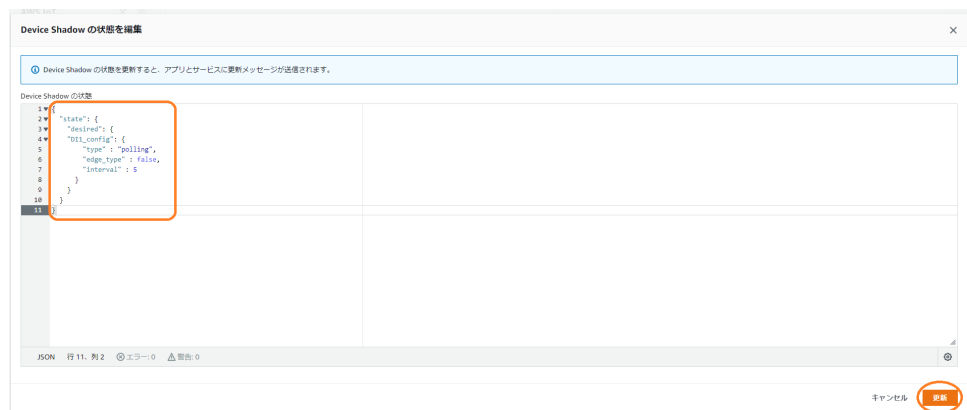 AWS IoT
Device Shadow の状態を編集
Device Shadow の状態を更新すると、アプリとサービスに更新メッセージが送信されます。
Device Shadow の状態
1 {
2 "state": {
3 "desired": {
4 "DI1_config": {
5 "type" : "polling",
6 "edge_type" : false,
7 "interval" : 5
8 }
9 }
10 }
11 }
JSON 行 11、列 2 エラー: 0 警告: 0
キャンセル 更新